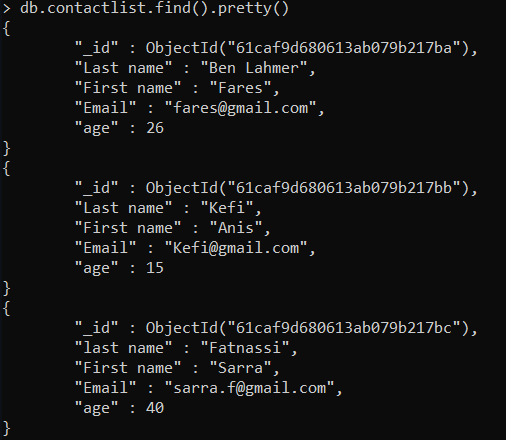 > db.contactlist.find().pretty()
{
"_id" : ObjectId("61caf9d680613ab079b217ba"),
"Last name" : "Ben Lahmer",
"First name" : "Fares",
"Email" : "fares@gmail.com",
"age" : 26
}
{
"_id" : ObjectId("61caf9d680613ab079b217bb"),
"Last name" : "Kefi",
"First name" : "Anis",
"Email" : "Kefi@gmail.com",
"age" : 15
}
{
"_id" : ObjectId("61caf9d680613ab079b217bc"),
"last name" : "Fatnassi",
"First name" : "Sarra",
"Email" : "sarra.f@gmail.com",
"age" : 40
}